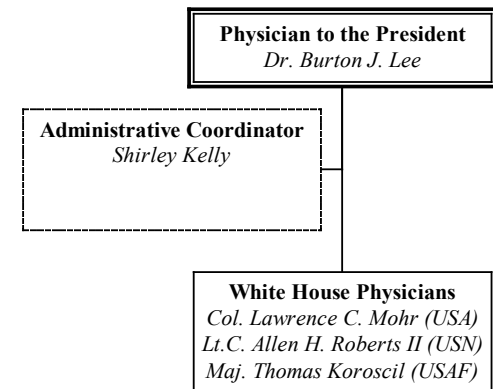 Physician to the President
Dr. Burton J. Lee
Administrative Coordinator
Shirley Kelly
White House Physicians
Col. Lawrence C. Mohr (USA)
Lt.C. Allen H. Roberts II (USN)
Maj. Thomas Koroscil (USAF)